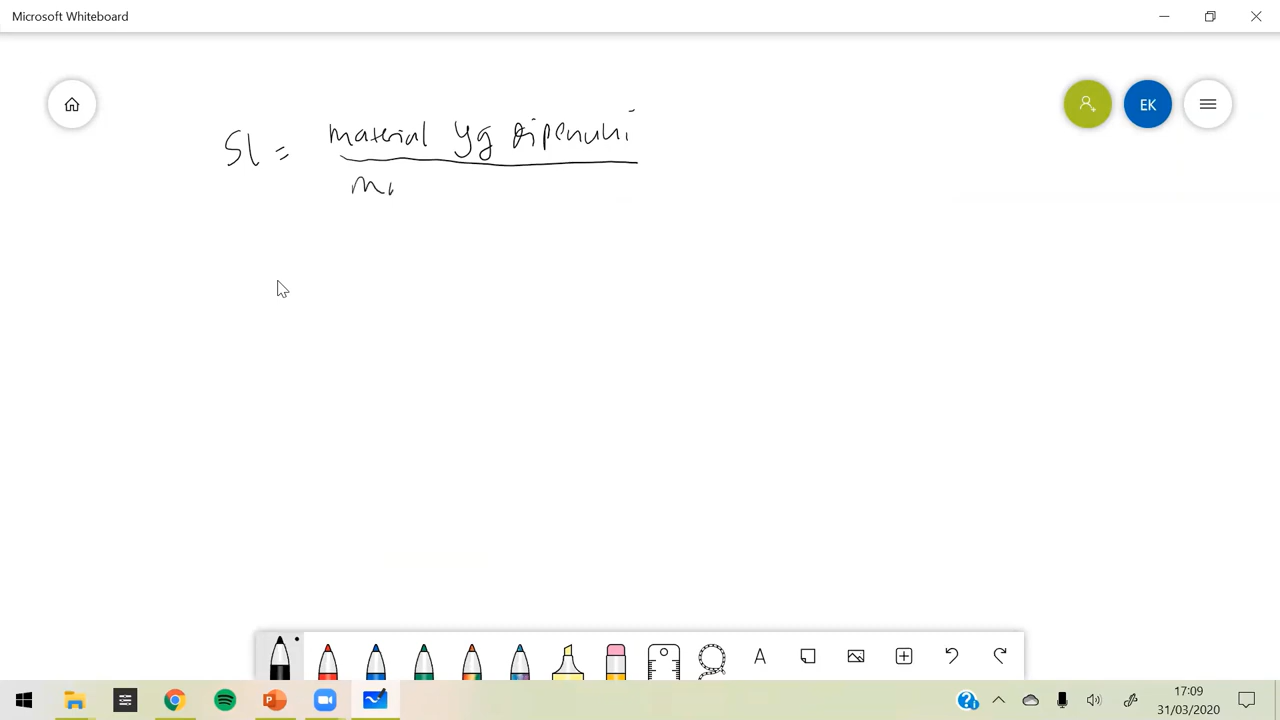 Microsoft Whiteboard
EK
material yg dipenuhi
Sl =
A
17:09
31/03/2020